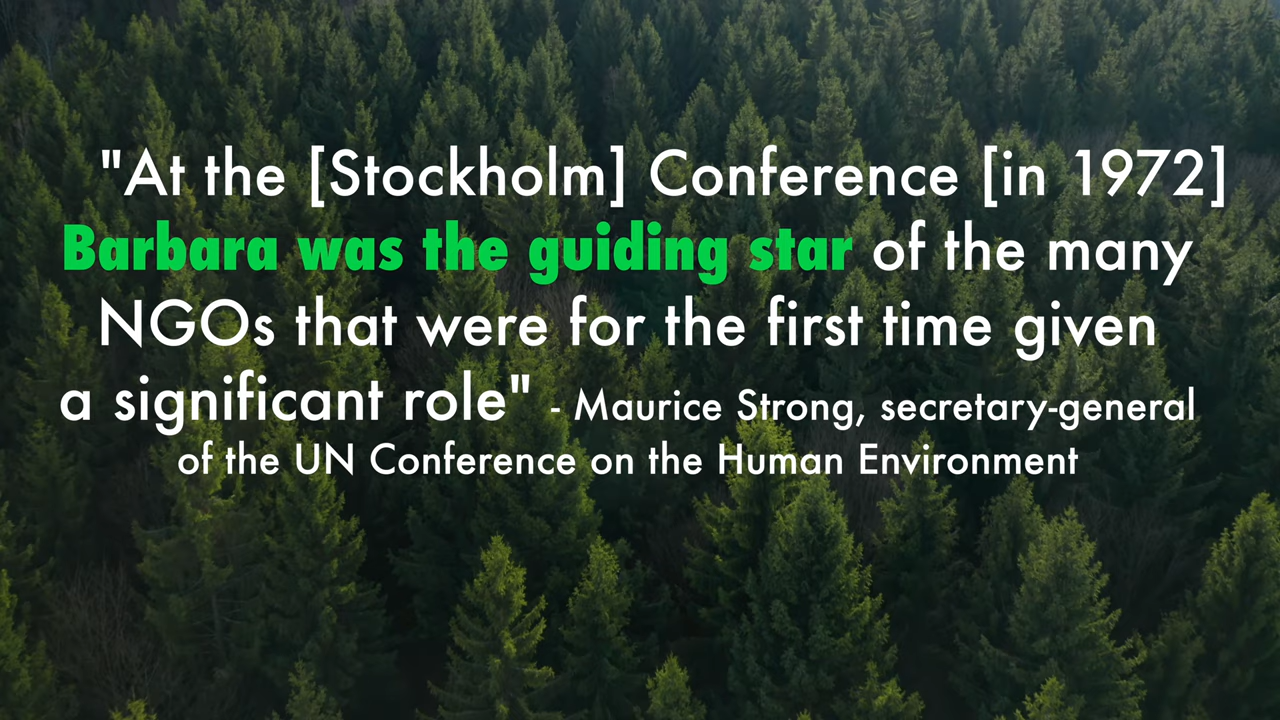 "At the [Stockholm] Conference [in 1972]
Barbara was the guiding star of the many
NGOs that were for the first time given
a significant role" - Maurice Strong, secretary-general
of the UN Conference on the Human Environment